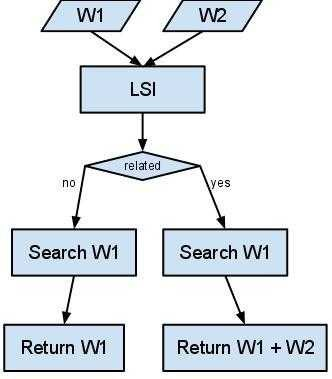 W1 W2
LSI
related
no yes
Search W1 Search W1
Return W1 Return W1 + W2